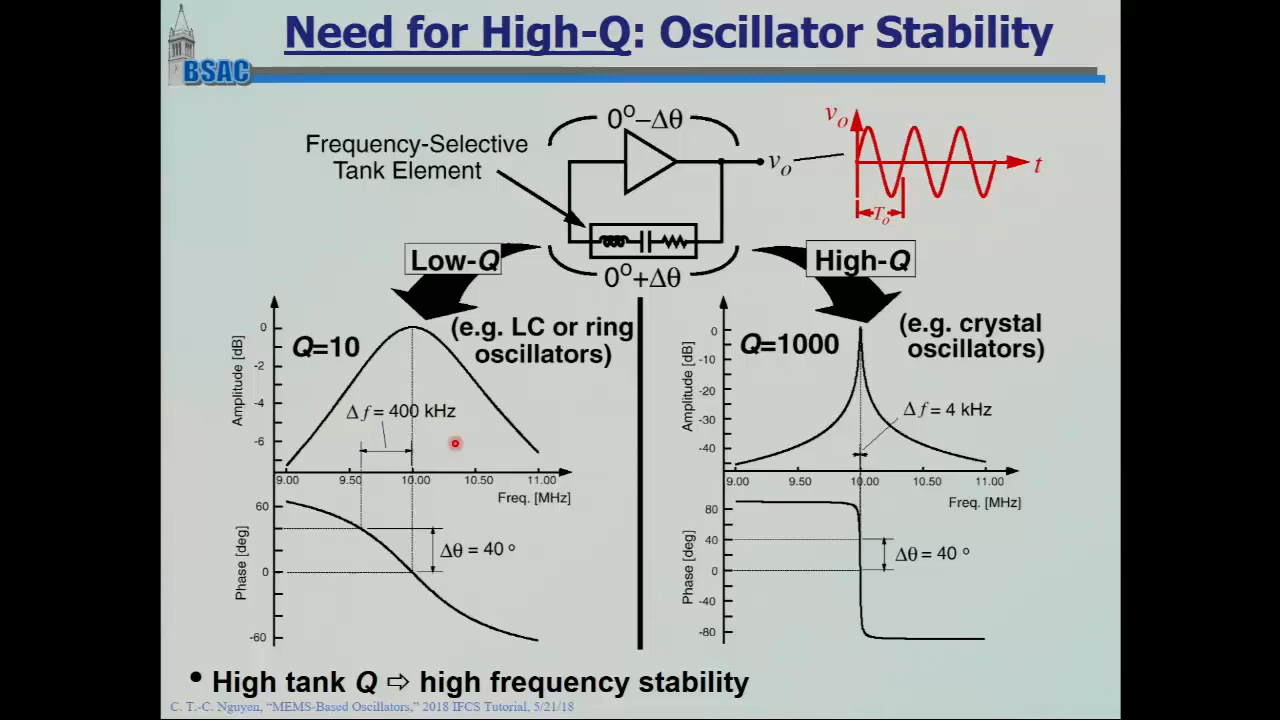 Need for High-Q: Oscillator Stability
BSAC
0°−Δθ
Frequency-Selective
Tank Element
vo
vo
t
To
0°+Δθ
Low-Q
High-Q
(e.g. LC or ring
oscillators)
Q=10
Amplitude [dB]
0
-2
-4
-6
Δf = 400 kHz
9.00 9.50 10.00 10.50 11.00
Freq. [MHz]
Phase [deg]
60
0
-60
Δθ = 40°
(e.g. crystal
oscillators)
Q=1000
Amplitude [dB]
0
-10
-20
-30
-40
Δf = 4 kHz
9.00 9.50 10.00 10.50 11.00
Freq. [MHz]
Phase [deg]
80
40
0
-40
-80
Δθ = 40°
• High tank Q ⇨ high frequency stability
C. T.-C. Nguyen, “MEMS-Based Oscillators,” 2018 IFCS Tutorial, 5/21/18